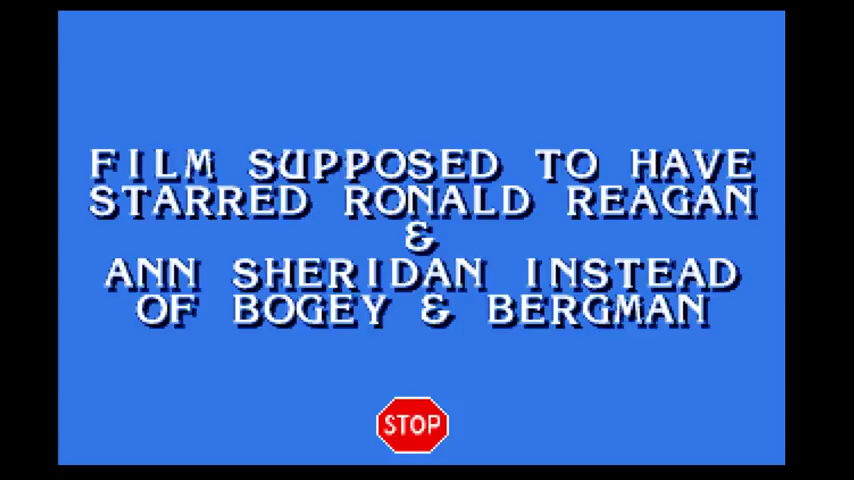 FILM SUPPOSED TO HAVE
STARRED RONALD REAGAN
&
ANN SHERIDAN INSTEAD
OF BOGEY & BERGMAN
STOP